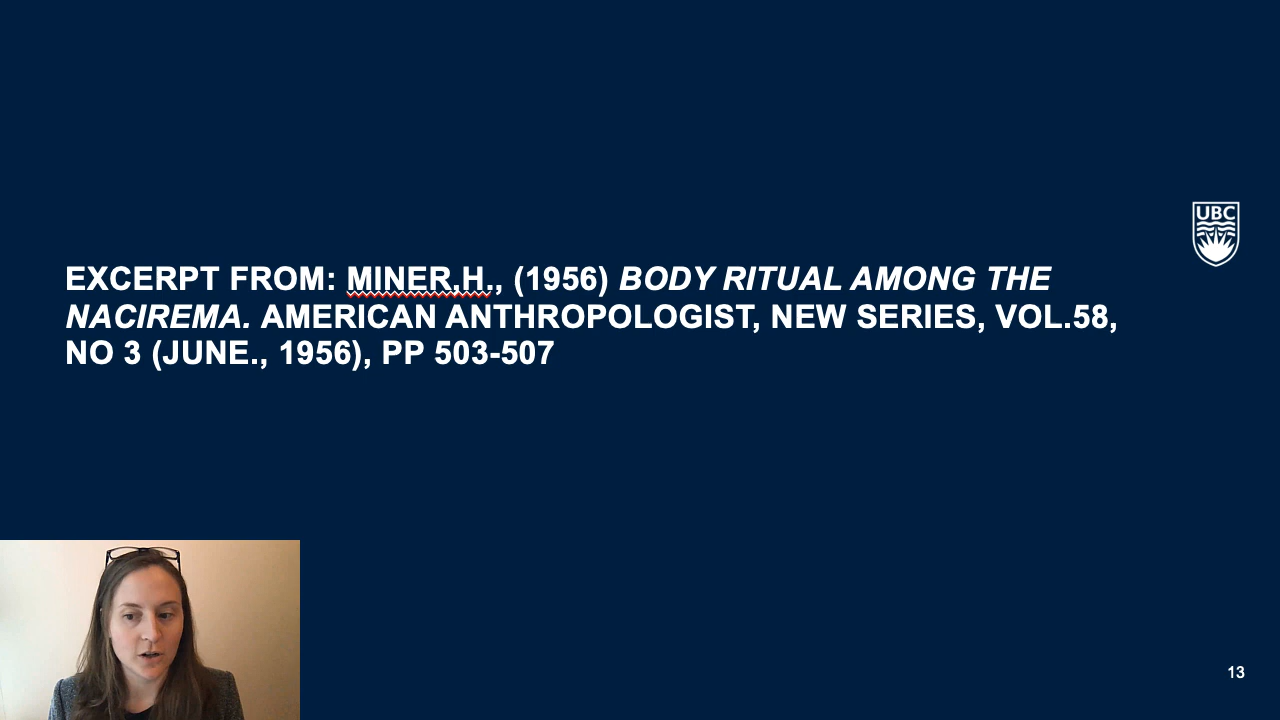 UBC
EXCERPT FROM: MINER,H., (1956) BODY RITUAL AMONG THE
NACIREMA. AMERICAN ANTHROPOLOGIST, NEW SERIES, VOL.58,
NO 3 (JUNE., 1956), PP 503-507
13